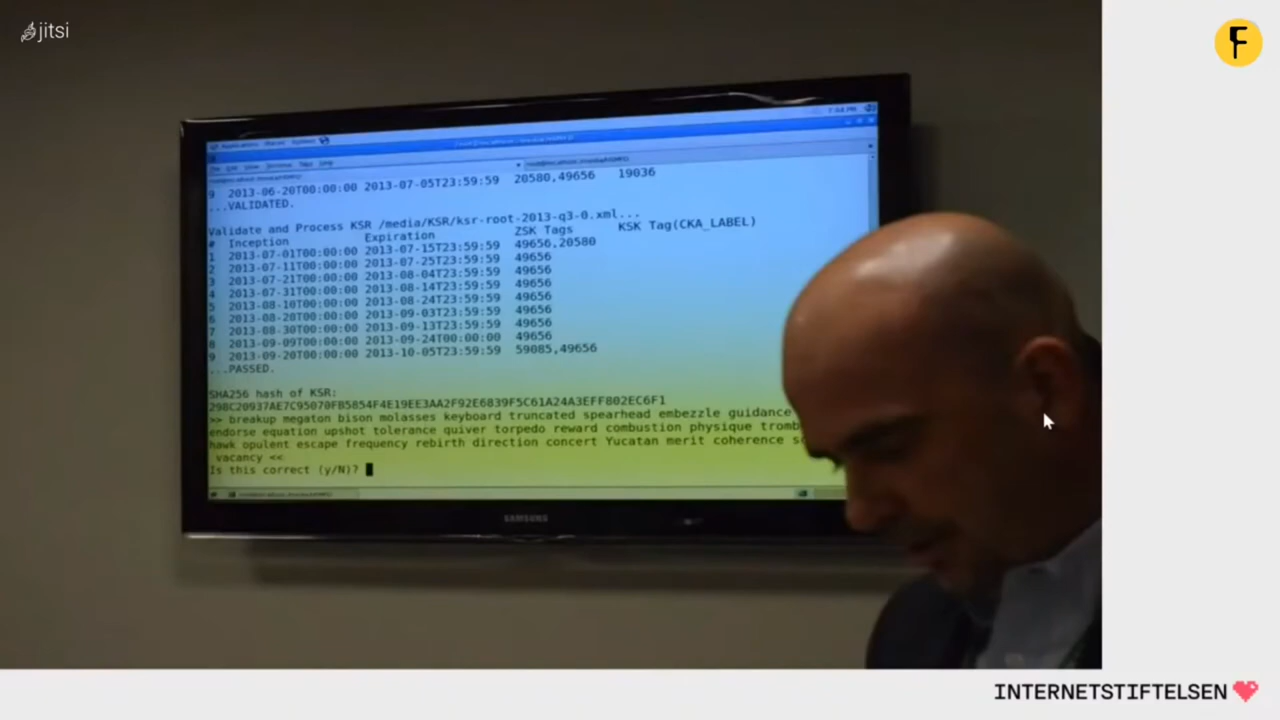 jitsi
F
9 2013-06-20T00:00:00 2013-07-05T23:59:59 20580,49656 19036
...VALIDATED.
Validate and Process KSR /media/KSR/ksr-root-2013-q3-0.xml...
# Inception Expiration ZSK Tags KSK Tag(CKA_LABEL)
1 2013-07-01T00:00:00 2013-07-15T23:59:59 49656,20580
2 2013-07-11T00:00:00 2013-07-25T23:59:59 49656
3 2013-07-21T00:00:00 2013-08-04T23:59:59 49656
4 2013-07-31T00:00:00 2013-08-14T23:59:59 49656
5 2013-08-10T00:00:00 2013-08-24T23:59:59 49656
6 2013-08-20T00:00:00 2013-09-03T23:59:59 49656
7 2013-08-30T00:00:00 2013-09-13T23:59:59 49656
8 2013-09-09T00:00:00 2013-09-24T00:00:00 49656
9 2013-09-20T00:00:00 2013-10-05T23:59:59 59085,49656
...PASSED.
SHA256 hash of KSR:
298C20937AE7C95070FB5854F4E19EE3AA2F92E6839F5C61A24A3EFF802EC6F1
>> breakup megaton bison molasses keyboard truncated spearhead embezzle guidance
endorse equation upshot tolerance quiver torpedo reward combustion physique tromb
hawk opulent escape frequency rebirth direction concert Yucatan merit coherence
vacancy <<
Is this correct (y/N)?
SAMSUNG
INTERNETSTIFTELSEN